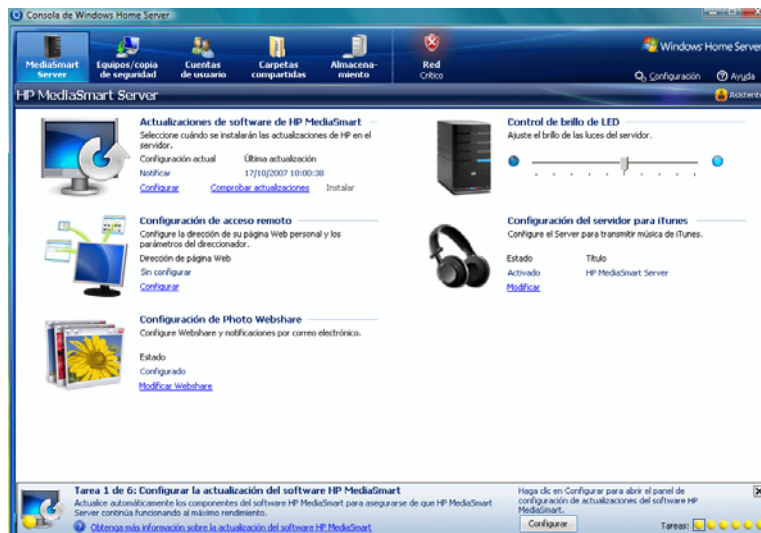 Consola de Windows Home Server
MediaSmart Server
Equipos/copia de seguridad
Cuentas de usuario
Carpetas compartidas
Almacena- miento
Red Crítico
Windows Home Server
Configuración
Ayuda
HP MediaSmart Server
Asistente
Actualizaciones de software de HP MediaSmart
Seleccione cuándo se instalarán las actualizaciones de HP en el
servidor.
Configuración actual Última actualización
Notificar 17/10/2007 10:00:38
Configurar Comprobar actualizaciones Instalar
Control de brillo de LED
Ajuste el brillo de las luces del servidor.
Configuración de acceso remoto
Configure la dirección de su página Web personal y los
parámetros del direccionador.
Dirección de página Web
Sin configurar
Configurar
Configuración del servidor para iTunes
Configure el Server para transmitir música de iTunes.
Estado Título
Activado HP MediaSmart Server
Modificar
Configuración de Photo Webshare
Configure Webshare y notificaciones por correo electrónico.
Estado
Configurado
Modificar Webshare
Tarea 1 de 6: Configurar la actualización del software HP MediaSmart
Actualice automáticamente los componentes del software HP MediaSmart para asegurarse de que HP MediaSmart
Server continúa funcionando al máximo rendimiento.
Obtenga más información sobre la actualización del software HP MediaSmart
Haga clic en Configurar para abrir el panel de
configuración de actualizaciones del software HP
MediaSmart.
Configurar
Tareas: